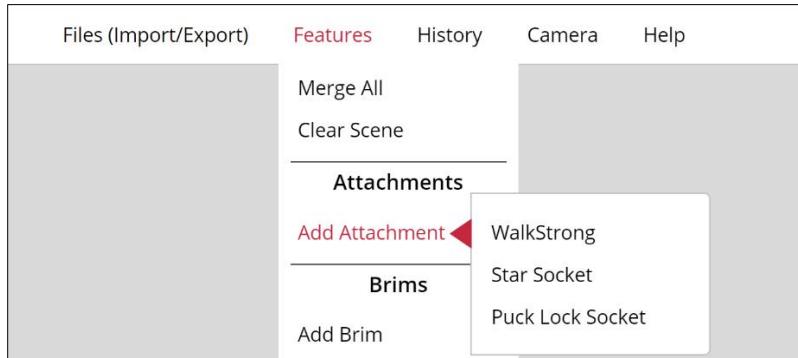 Files (Import/Export) Features History Camera Help
Merge All
Clear Scene
Attachments
Add Attachment
WalkStrong
Star Socket
Puck Lock Socket
Brims
Add Brim